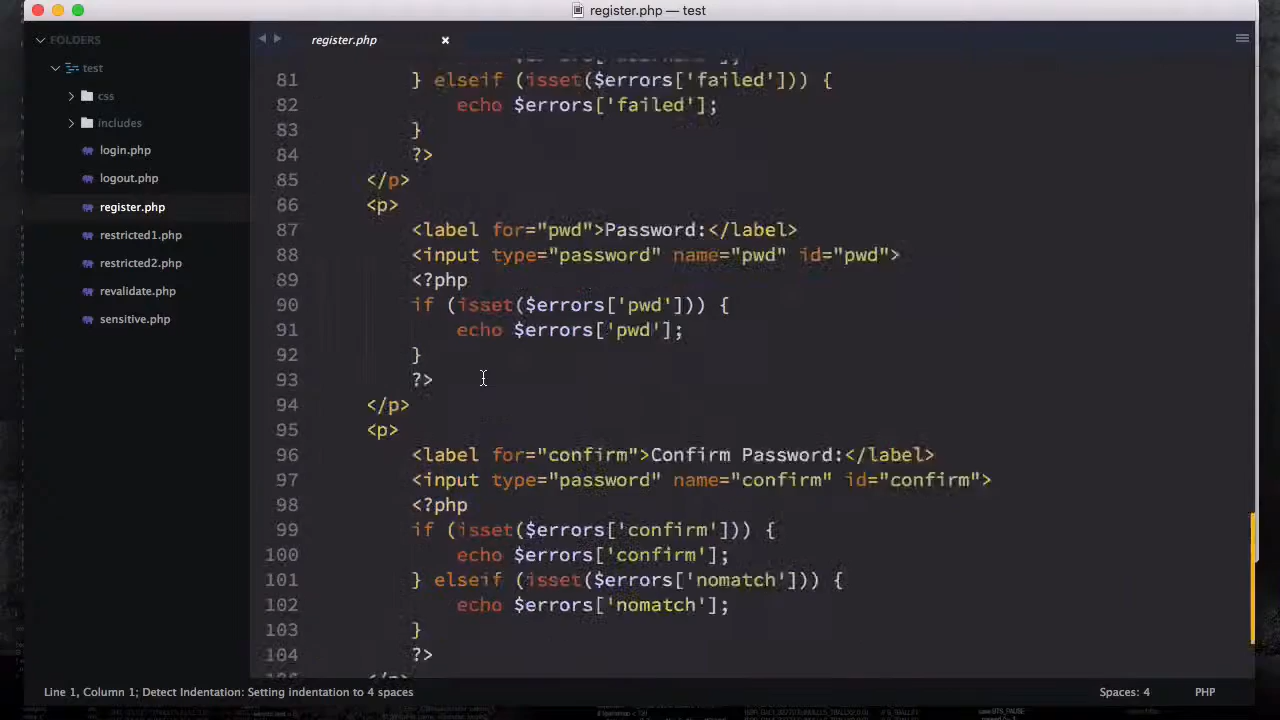 register.php — test
FOLDERS
test
css
includes
login.php
logout.php
register.php
restricted1.php
restricted2.php
revalidate.php
sensitive.php
register.php ×
81 } elseif (isset($errors['failed'])) {
82 echo $errors['failed'];
83 }
84 ?>
85 </p>
86 <p>
87 <label for="pwd">Password:</label>
88 <input type="password" name="pwd" id="pwd">
89 <?php
90 if (isset($errors['pwd'])) {
91 echo $errors['pwd'];
92 }
93 ?>
94 </p>
95 <p>
96 <label for="confirm">Confirm Password:</label>
97 <input type="password" name="confirm" id="confirm">
98 <?php
99 if (isset($errors['confirm'])) {
100 echo $errors['confirm'];
101 } elseif (isset($errors['nomatch'])) {
102 echo $errors['nomatch'];
103 }
104 ?>
Line 1, Column 1; Detect Indentation: Setting indentation to 4 spaces
Spaces: 4
PHP